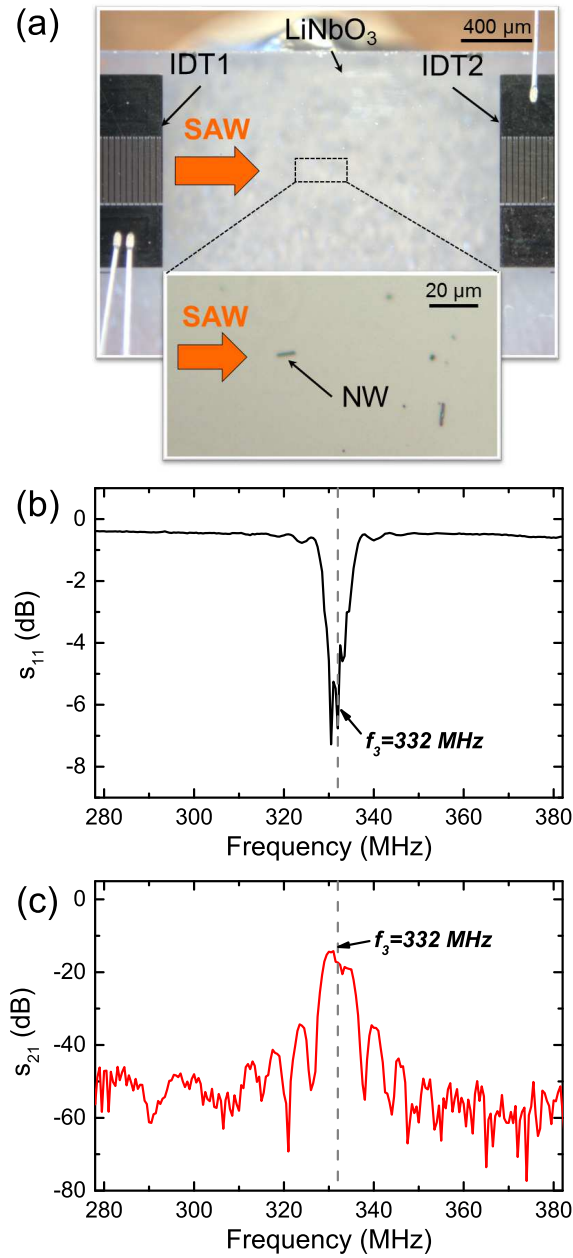 (a)
LiNbO₃
400 μm
IDT1
IDT2
SAW
20 μm
SAW
NW
(b)
0
-2
-4
-6
-8
s₁₁ (dB)
f₃=332 MHz
280 300 320 340 360 380
Frequency (MHz)
(c)
0
-20
-40
-60
-80
s₂₁ (dB)
f₃=332 MHz
280 300 320 340 360 380
Frequency (MHz)